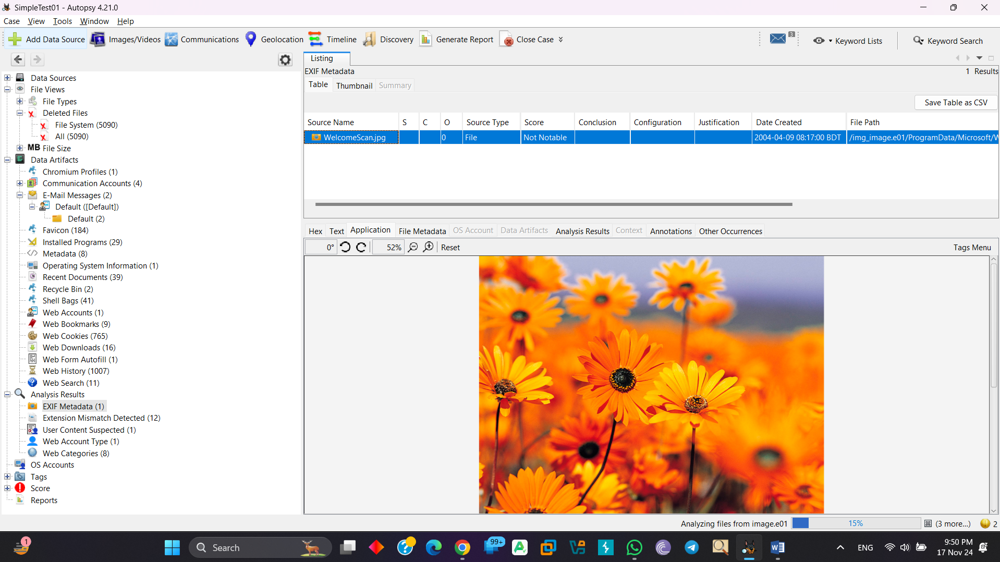 SimpleTest01 - Autopsy 4.21.0
Case View Tools Window Help
Add Data Source Images/Videos Communications Geolocation Timeline Discovery Generate Report Close Case 3 Keyword Lists Keyword Search
Data Sources
File Views
File Types
Deleted Files
File System (5090)
All (5090)
MB File Size
Data Artifacts
Chromium Profiles (1)
Communication Accounts (4)
E-Mail Messages (2)
Default ([Default])
Default (2)
Favicon (184)
Installed Programs (29)
Metadata (8)
Operating System Information (1)
Recent Documents (39)
Recycle Bin (2)
Shell Bags (41)
Web Accounts (1)
Web Bookmarks (9)
Web Cookies (765)
Web Downloads (16)
Web Form Autofill (1)
Web History (1007)
Web Search (11)
Analysis Results
EXIF Metadata (1)
Extension Mismatch Detected (12)
User Content Suspected (1)
Web Account Type (1)
Web Categories (8)
OS Accounts
Tags
Score
Reports
Listing
EXIF Metadata 1 Results
Table Thumbnail Summary
Save Table as CSV
Source Name S C O Source Type Score Conclusion Configuration Justification Date Created File Path
WelcomeScan.jpg 0 File Not Notable 2004-04-09 08:17:00 BDT /img_image.e01/ProgramData/Microsoft/W
Hex Text Application File Metadata OS Account Data Artifacts Analysis Results Context Annotations Other Occurrences
0° 52% Reset Tags Menu
Analyzing files from image.e01 15% (3 more...) 2
1 Search 99+ ENG 9:50 PM
17 Nov 24